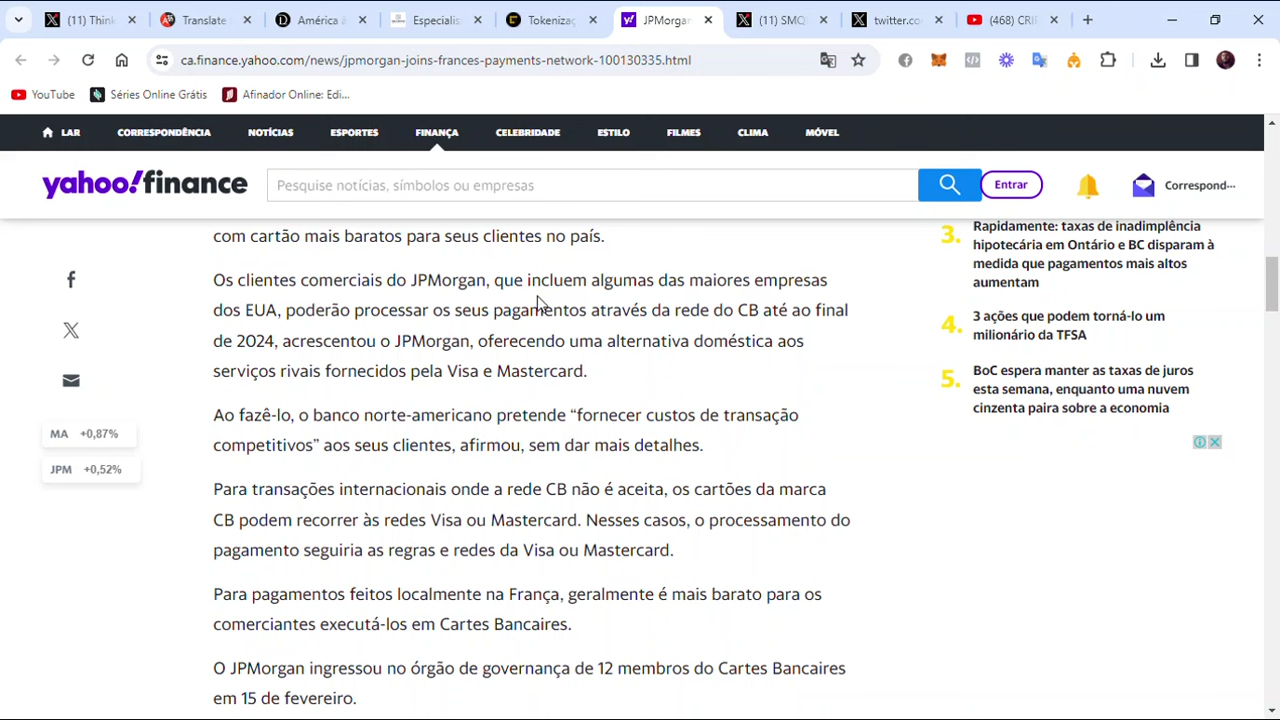 (11) Think
Translate
América à
Especialis
Tokenizaç
JPMorgan
(11) SMQ
twitter.co
(468) CRI
ca.finance.yahoo.com/news/jpmorgan-joins-frances-payments-network-100130335.html
YouTube
Séries Online Grátis
Afinador Online: Edi...
LAR
CORRESPONDÊNCIA
NOTÍCIAS
ESPORTES
FINANÇA
CELEBRIDADE
ESTILO
FILMES
CLIMA
MÓVEL
yahoo!finance
Pesquise notícias, símbolos ou empresas
Entrar
Correspond···
com cartão mais baratos para seus clientes no país.
Os clientes comerciais do JPMorgan, que incluem algumas das maiores empresas
dos EUA, poderão processar os seus pagamentos através da rede do CB até ao final
de 2024, acrescentou o JPMorgan, oferecendo uma alternativa doméstica aos
serviços rivais fornecidos pela Visa e Mastercard.
Ao fazê-lo, o banco norte-americano pretende “fornecer custos de transação
competitivos” aos seus clientes, afirmou, sem dar mais detalhes.
Para transações internacionais onde a rede CB não é aceita, os cartões da marca
CB podem recorrer às redes Visa ou Mastercard. Nesses casos, o processamento do
pagamento seguiria as regras e redes da Visa ou Mastercard.
Para pagamentos feitos localmente na França, geralmente é mais barato para os
comerciantes executá-los em Cartes Bancaires.
O JPMorgan ingressou no órgão de governança de 12 membros do Cartes Bancaires
em 15 de fevereiro.
MA +0,87%
JPM +0,52%
3. Rapidamente: taxas de inadimplência
hipotecária em Ontário e BC disparam à
medida que pagamentos mais altos
aumentam
4. 3 ações que podem torná-lo um
milionário da TFSA
5. BoC espera manter as taxas de juros
esta semana, enquanto uma nuvem
cinzenta paira sobre a economia